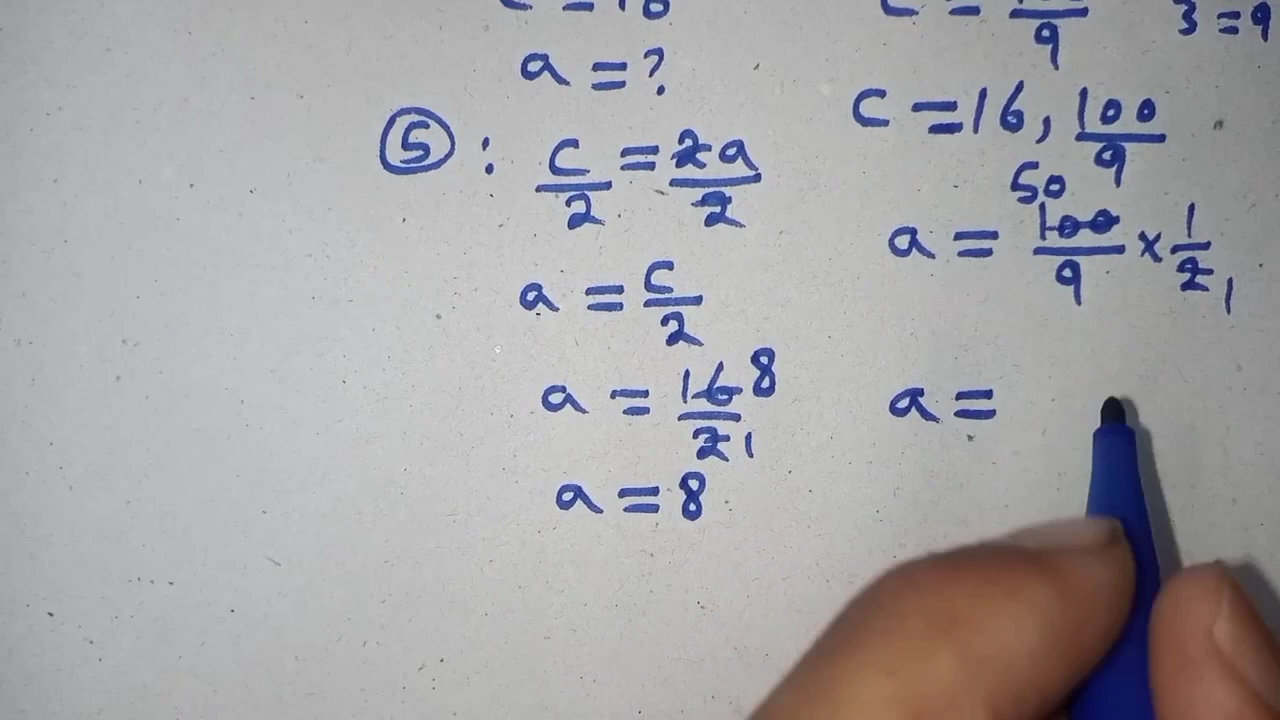 c = 16
a = ?
⑤ : c/2 = 2a/2
a = c/2
a = 16/2 8 1
a = 8
c = /9 3 = 9
c = 16, 100/9
50
a = 100/9 × 1/2 1
a =